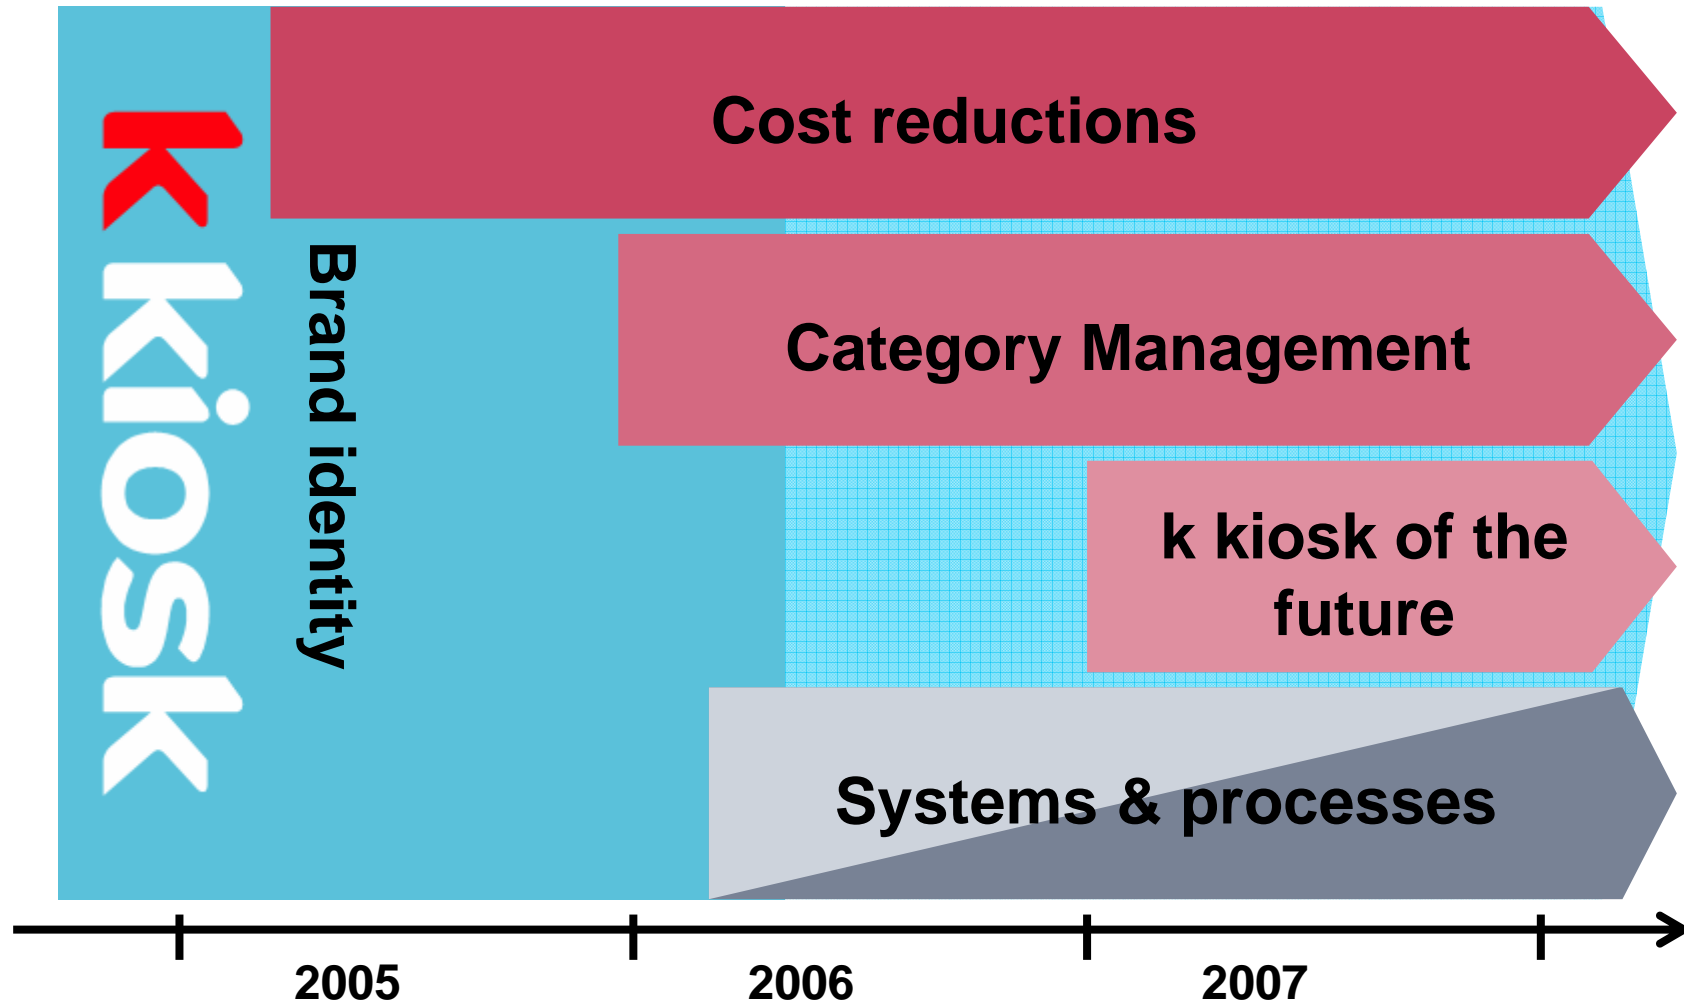 k kiosk
Brand identity
Cost reductions
Category Management
k kiosk of the
future
Systems & processes
2005
2006
2007